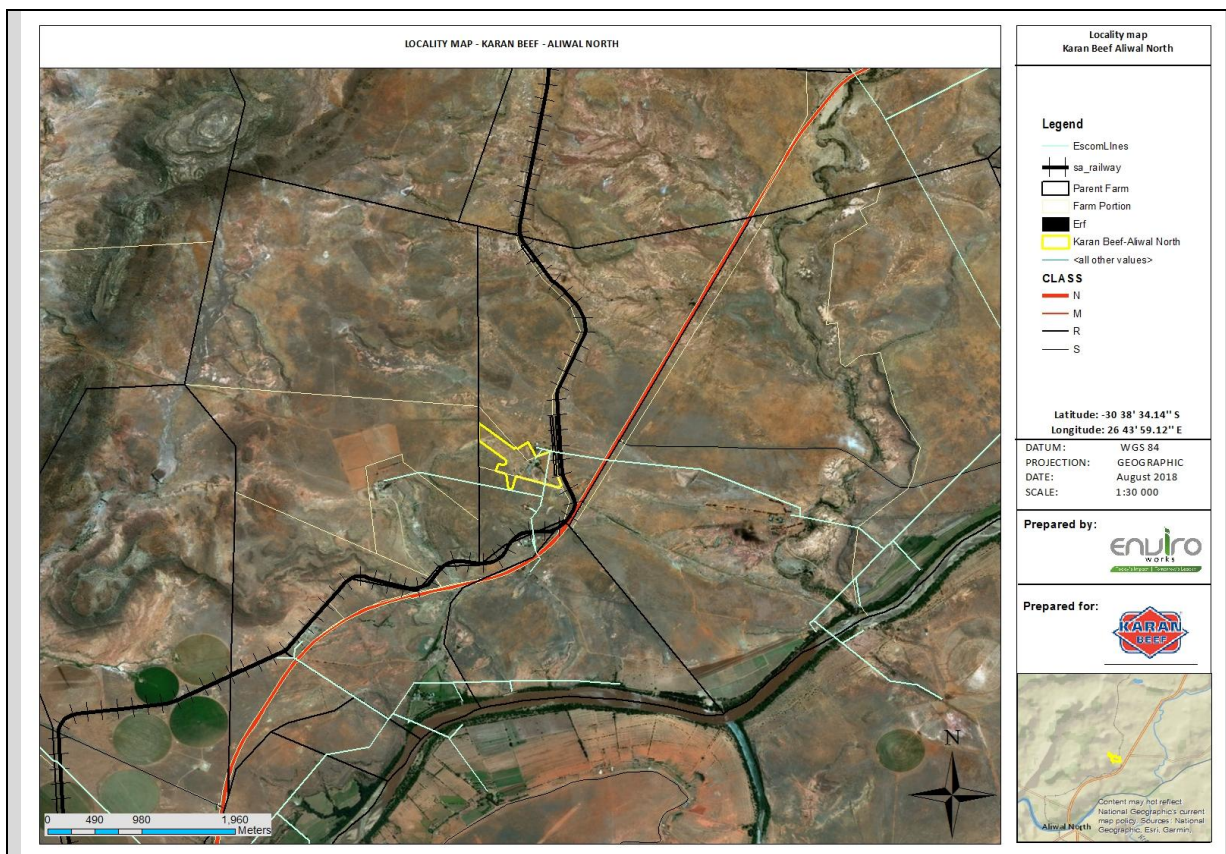 LOCALITY MAP - KARAN BEEF - ALIWAL NORTH
Locality map
Karan Beef Aliwal North
Legend
EscomLInes
sa_railway
Parent Farm
Farm Portion
Erf
Karan Beef-Aliwal North
<all other values>
CLASS
N
M
R
S
Latitude: -30 38' 34.14'' S
Longitude: 26 43' 59.12'' E
DATUM: WGS 84
PROJECTION: GEOGRAPHIC
DATE: August 2018
SCALE: 1:30 000
Prepared by:
enviro
works
Prepared for:
KARAN
BEEF
N
0 490 980 1,960
Meters
Content may not reflect
National Geographic's current
map policy. Sources: National
Geographic, Esri, Garmin,
Aliwal North